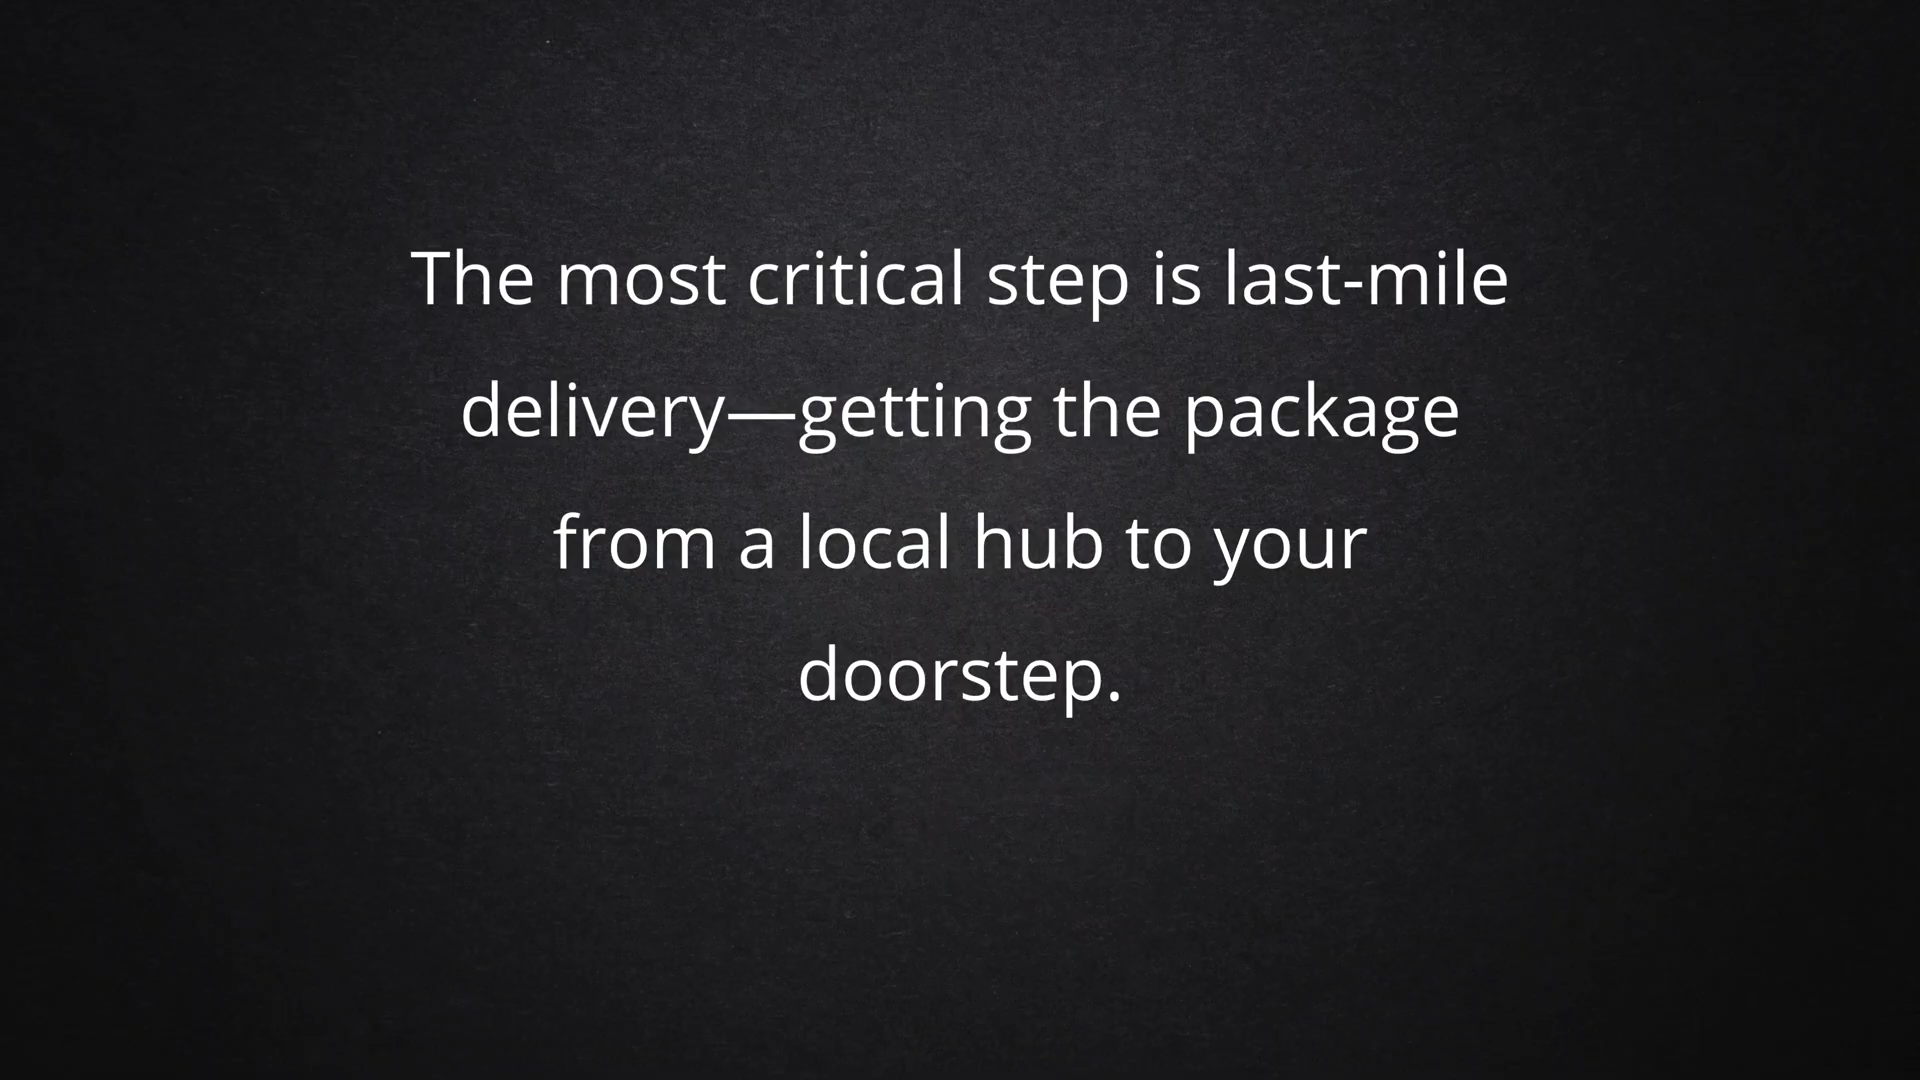 The most critical step is last-mile
delivery—getting the package
from a local hub to your
doorstep.